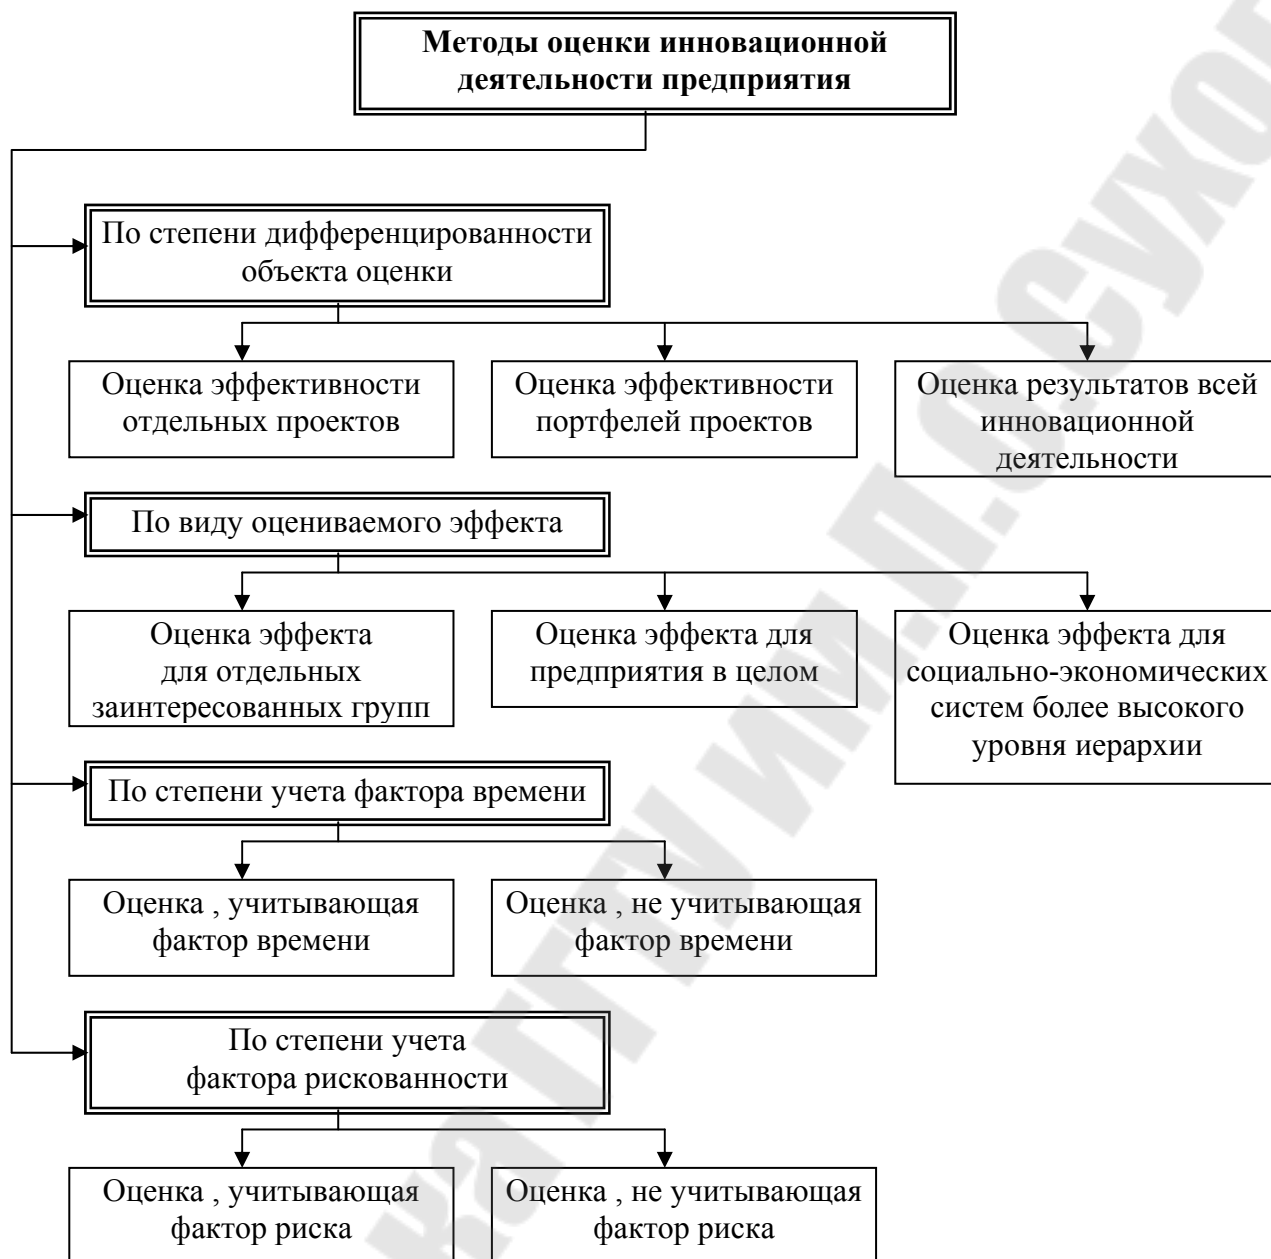 Методы оценки инновационной
деятельности предприятия
По степени дифференцированности
объекта оценки
Оценка эффективности
отдельных проектов
Оценка эффективности
портфелей проектов
Оценка результатов всей
инновационной
деятельности
По виду оцениваемого эффекта
Оценка эффекта
для отдельных
заинтересованных групп
Оценка эффекта для
предприятия в целом
Оценка эффекта для
социально-экономических
систем более высокого
уровня иерархии
По степени учета фактора времени
Оценка , учитывающая
фактор времени
Оценка , не учитывающая
фактор времени
По степени учета
фактора рискованности
Оценка , учитывающая
фактор риска
Оценка , не учитывающая
фактор риска
ГГТУ им.П.О.Сухо